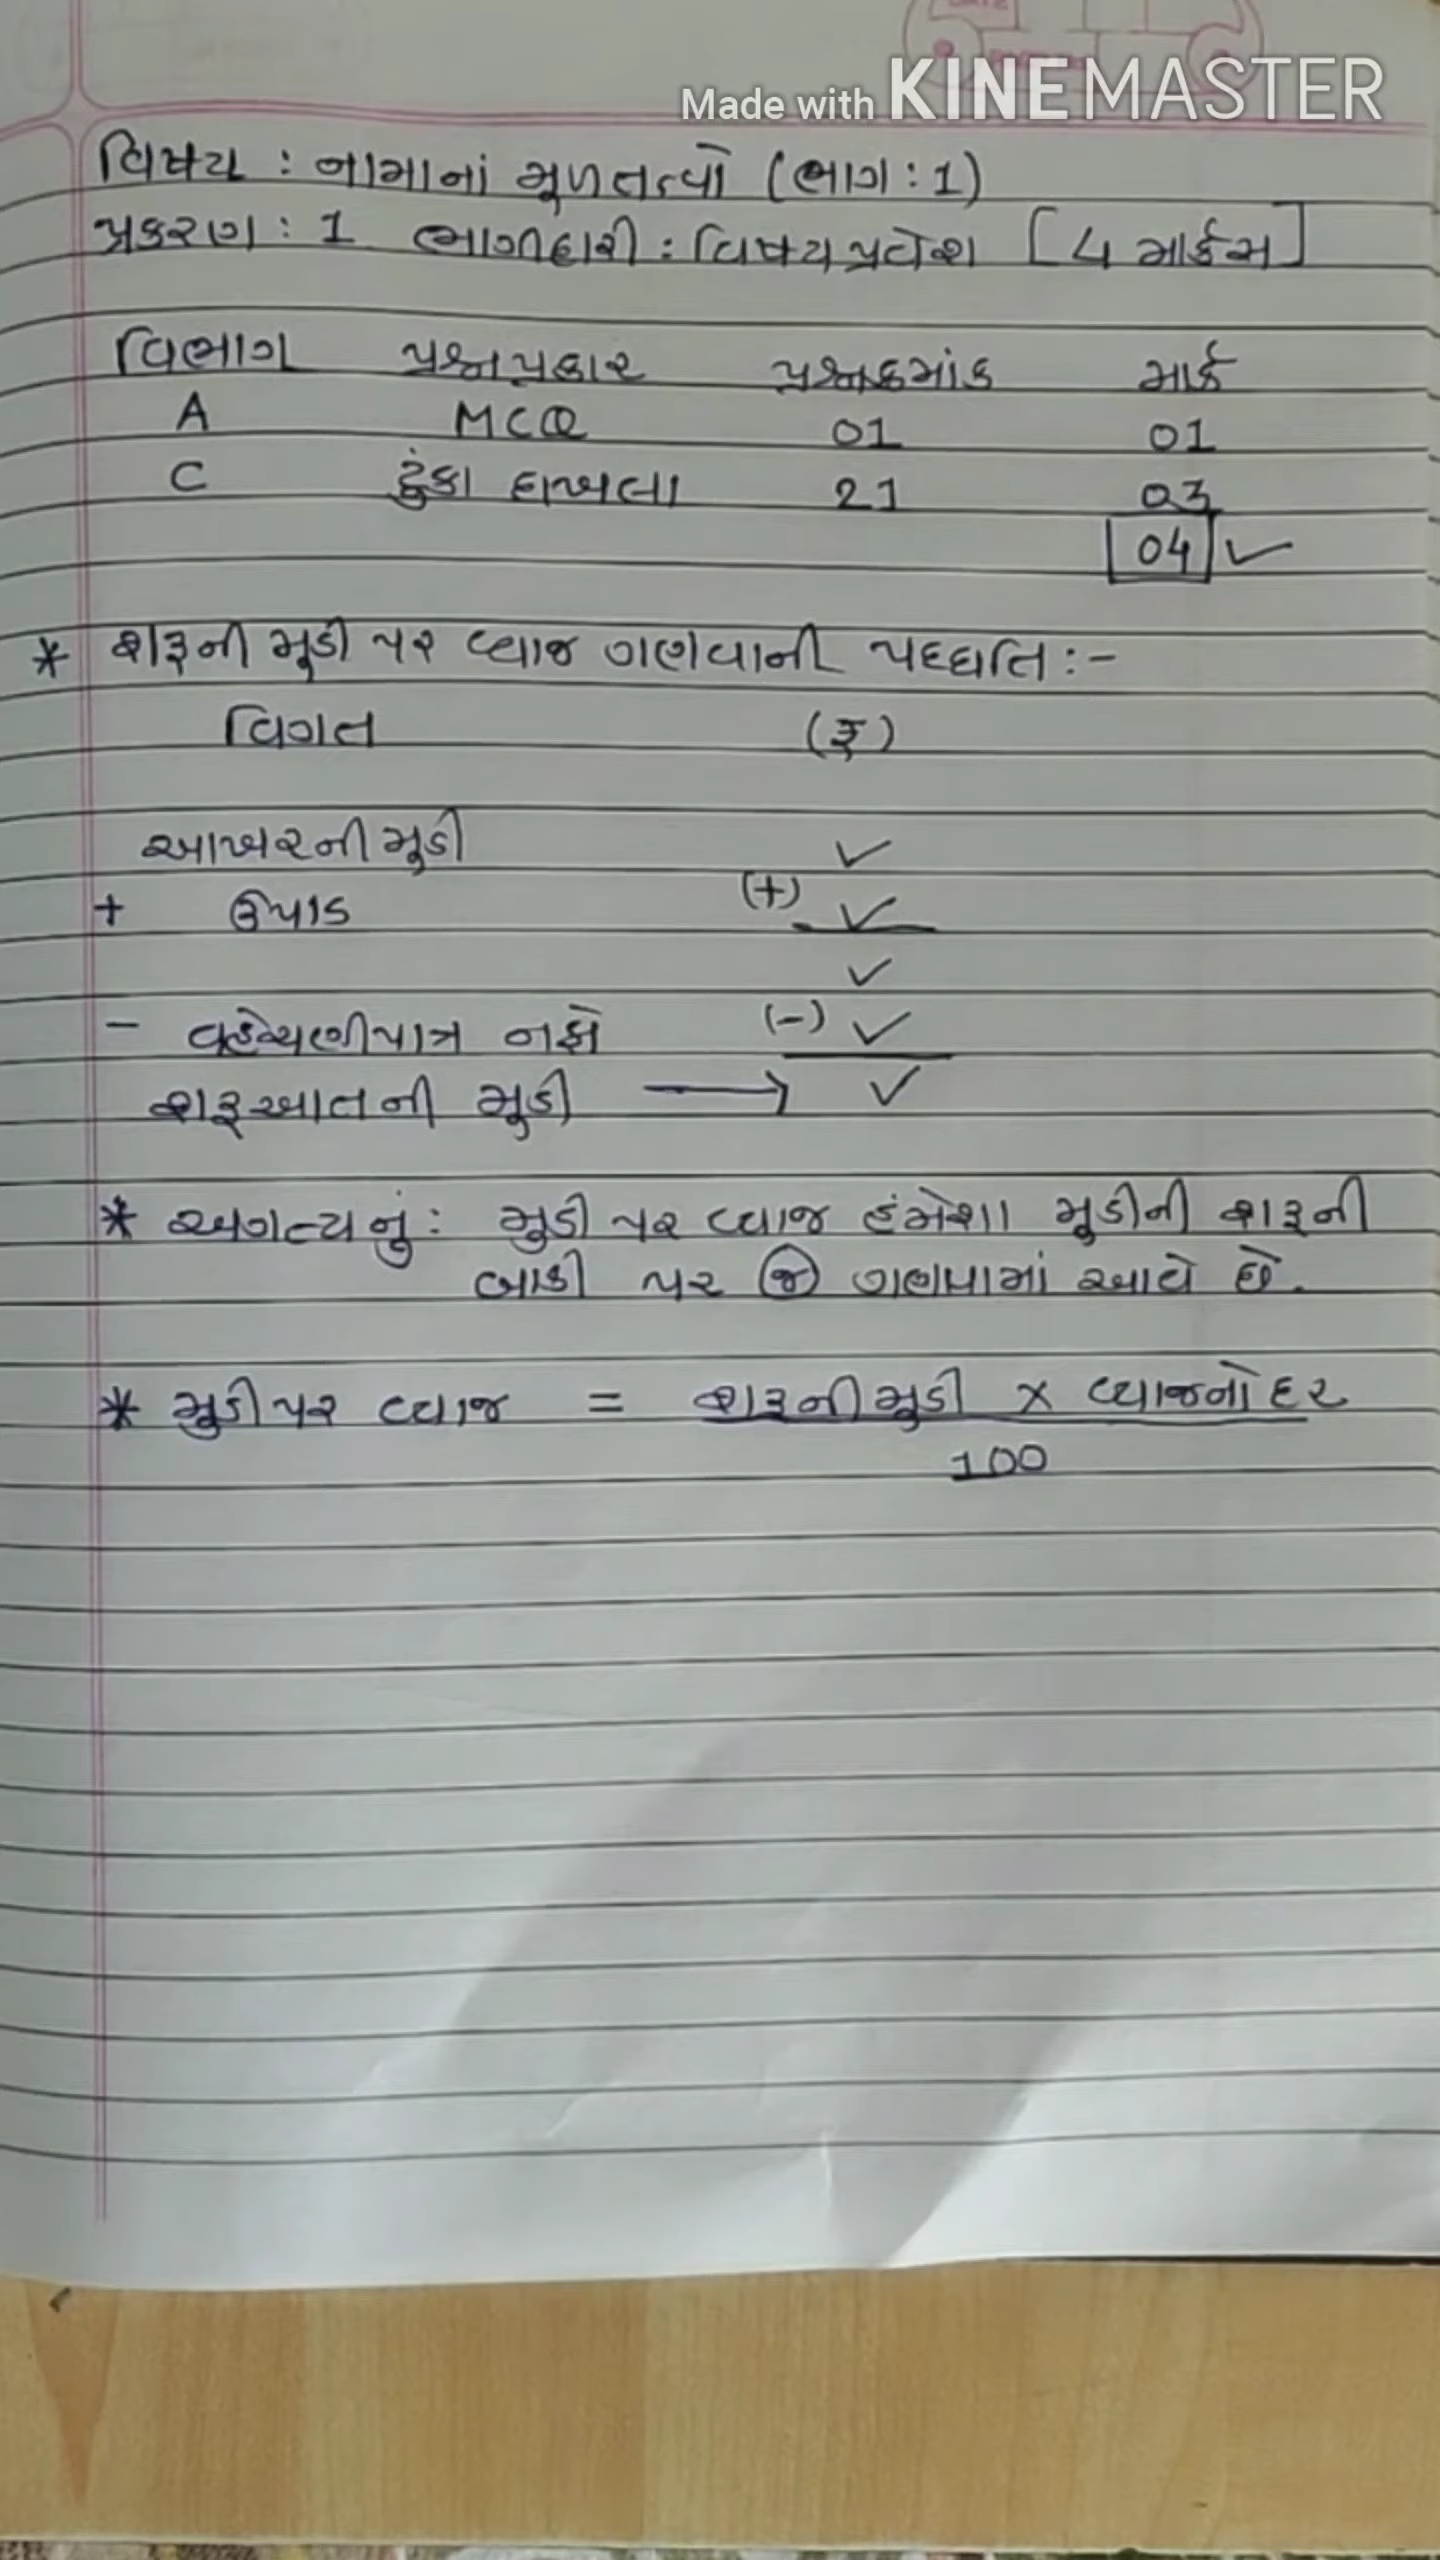 Made with KINEMASTER
વિષય : નામાનાં મૂળતત્વો (ભાગ : 1)
પ્રકરણ : 1 ભાગીદારી : વિષયપ્રવેશ [4 માર્કસ]
વિભાગ પ્રશ્નપ્રકાર પ્રશ્નક્રમાંક માર્ક
A MCQ 01 01
C ટુંકા દાખલા 21 03
04 ✓
* શરૂની મૂડી પર વ્યાજ ગણવાની પધ્ધતિ :-
વિગત (રૂ)
આખરની મૂડી ✓
+ ઉપાડ (+) ✓
✓
- વહેચણીપાત્ર નફો (-) ✓
શરૂઆતની મુડી → ✓
* અગત્યનું : મુડી પર વ્યાજ હંમેશા મૂડીની શરૂની
બાકી પર જ ગણવામાં આવે છે.
* મુડી પર વ્યાજ = શરૂની મુડી x વ્યાજનો દર
100